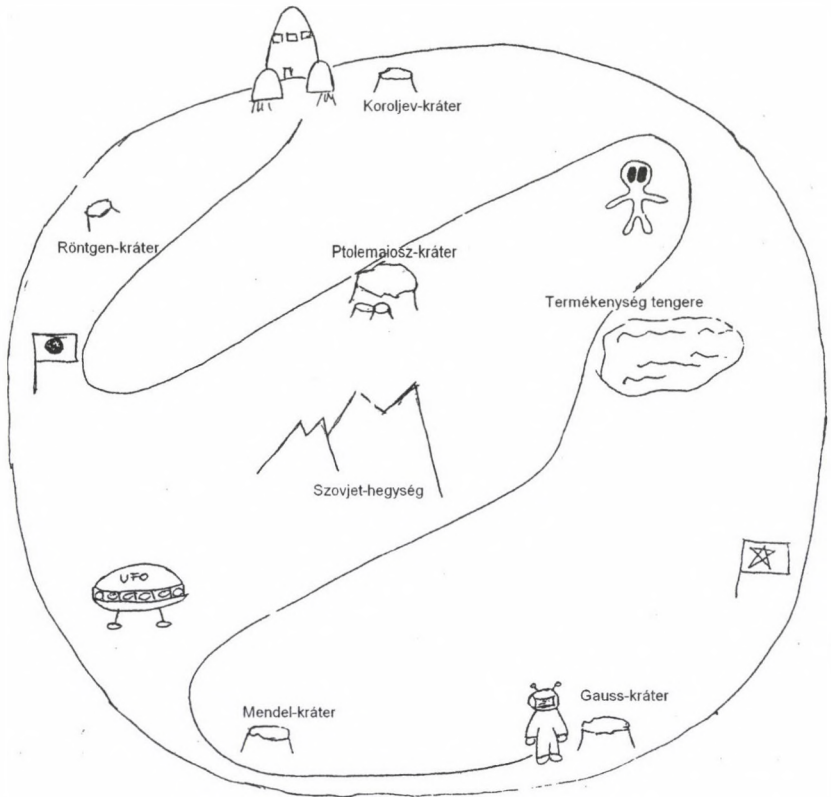 Koroljev-kráter
Röntgen-kráter
Ptolemaiosz-kráter
Termékenység tengere
Szovjet-hegység
UFO
Gauss-kráter
Mendel-kráter